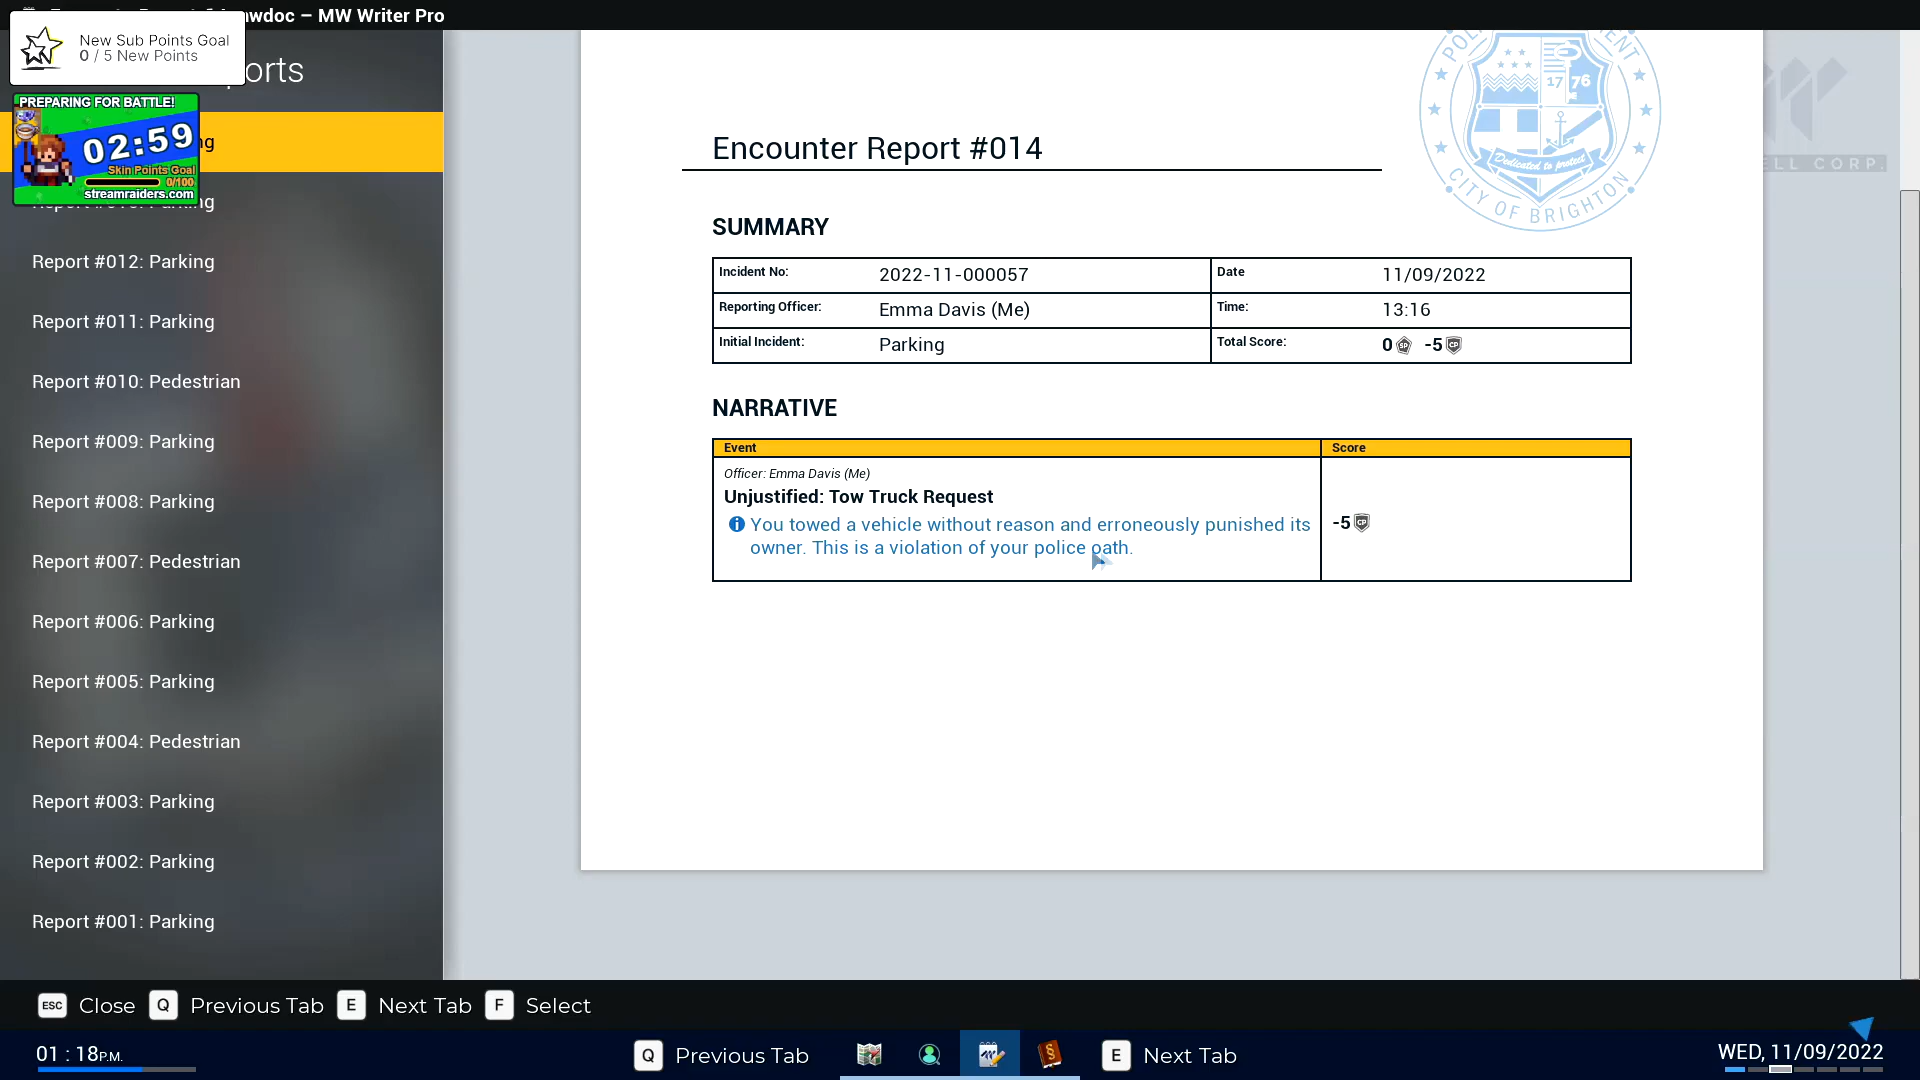 wdoc – MW Writer Pro
New Sub Points Goal
0 / 5 New Points
orts
PREPARING FOR BATTLE!
02:59
Skin Points Goal
0/100
streamraiders.com
ng
ng
Report #012: Parking
Report #011: Parking
Report #010: Pedestrian
Report #009: Parking
Report #008: Parking
Report #007: Pedestrian
Report #006: Parking
Report #005: Parking
Report #004: Pedestrian
Report #003: Parking
Report #002: Parking
Report #001: Parking
1776
Dedicated to protect
CITY OF BRIGHTON
ELL CORP.
Encounter Report #014
SUMMARY
Incident No: 2022-11-000057 Date 11/09/2022
Reporting Officer: Emma Davis (Me) Time: 13:16
Initial Incident: Parking Total Score: 0 SP -5 CP
NARRATIVE
Event Score
Officer: Emma Davis (Me)
Unjustified: Tow Truck Request
You towed a vehicle without reason and erroneously punished its
owner. This is a violation of your police oath.
-5 CP
ESC Close Q Previous Tab E Next Tab F Select
01 : 18 P.M.
Q Previous Tab E Next Tab
WED, 11/09/2022